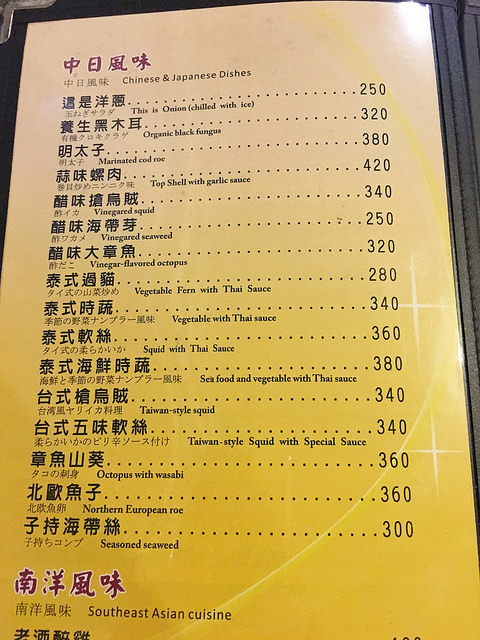 中日風味
中日風味 Chinese & Japanese Dishes
這是洋蔥 250
玉ねぎサラダ This is Onion (chilled with ice)
養生黑木耳 320
有機クロキクラゲ Organic black fungus
明太子 380
明太子 Marinated cod roe
蒜味螺肉 420
巻貝炒めニンニク味 Top Shell with garlic sauce
醋味搶烏賊 340
酢イカ Vinegared squid
醋味海帶芽 250
酢ワカメ Vinegared seaweed
醋味大章魚 320
酢だこ Vinegar-flavored octopus
泰式過貓 280
タイ式の山菜炒め Vegetable Fern with Thai Sauce
泰式時蔬 340
季節の野菜ナンプラー風味 Vegetable with Thai sauce
泰式軟絲 360
タイ式の柔らかいか Squid with Thai Sauce
泰式海鮮時蔬 380
海鮮と季節の野菜ナンプラー風味 Sea food and vegetable with Thai sauce
台式槍烏賊 340
台湾風ヤリイカ料理 Taiwan-style squid
台式五味軟絲 340
柔らかいかのピリ辛ソース付け Taiwan-style Squid with Special Sauce
章魚山葵 360
タコの刺身 Octopus with wasabi
北歐魚子 360
北欧魚卵 Northern European roe
子持海帶絲 300
子持ちコンブ Seasoned seaweed
南洋風味
南洋風味 Southeast Asian cuisine
老酒醉雞